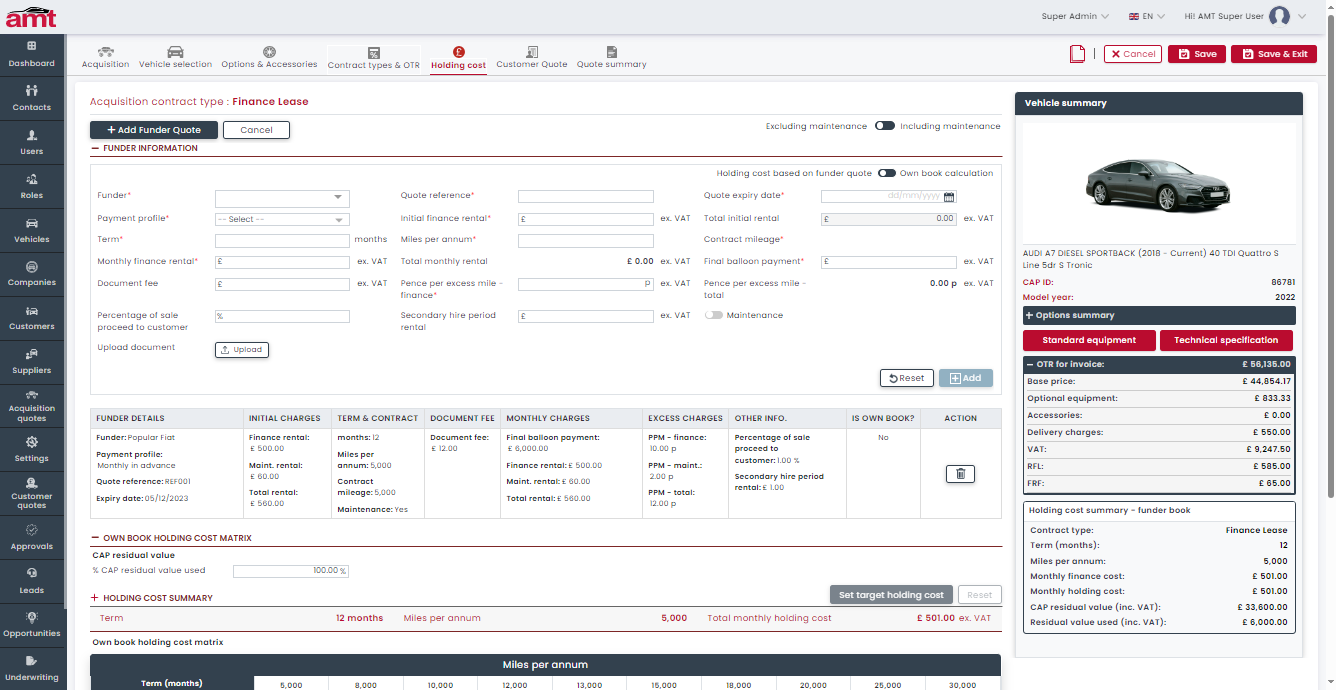 amt
Super Admin
EN
Hi! AMT Super User
Dashboard
Contacts
Users
Roles
Vehicles
Companies
Customers
Suppliers
Acquisition
quotes
Settings
Customer
quotes
Approvals
Leads
Opportunities
Underwriting
Acquisition
Vehicle selection
Options & Accessories
Contract types & OTR
Holding cost
Customer Quote
Quote summary
Cancel
Save
Save & Exit
Acquisition contract type : Finance Lease
+ Add Funder Quote
Cancel
Excluding maintenance
Including maintenance
FUNDER INFORMATION
Holding cost based on funder quote
Own book calculation
Funder*
Quote reference*
Quote expiry date*
dd/mm/yyyy
Payment profile*
-- Select --
Initial finance rental*
£
ex. VAT
Total initial rental
£ 0.00
ex. VAT
Term*
months
Miles per annum*
Contract mileage*
Monthly finance rental*
£
ex. VAT
Total monthly rental
£ 0.00 ex. VAT
Final balloon payment*
£
ex. VAT
Document fee
£
ex. VAT
Pence per excess mile -
finance*
p
ex. VAT
Pence per excess mile -
total
0.00 p ex. VAT
Percentage of sale
proceed to customer
%
Secondary hire period
rental
£
ex. VAT
Maintenance
Upload document
Upload
Reset
Add
FUNDER DETAILS
INITIAL CHARGES
TERM & CONTRACT
DOCUMENT FEE
MONTHLY CHARGES
EXCESS CHARGES
OTHER INFO.
IS OWN BOOK?
ACTION
Funder: Popular Fiat
Payment profile:
Monthly in advance
Quote reference: REF001
Expiry date: 05/12/2023
Finance rental:
£ 500.00
Maint. rental:
£ 60.00
Total rental:
£ 560.00
months: 12
Miles per
annum: 5,000
Contract
mileage: 5,000
Maintenance: Yes
Document fee:
£ 12.00
Final balloon payment:
£ 6,000.00
Finance rental: £ 500.00
Maint. rental: £ 60.00
Total rental: £ 560.00
PPM - finance:
10.00 p
PPM - maint.:
2.00 p
PPM - total:
12.00 p
Percentage of sale
proceed to
customer: 1.00 %
Secondary hire period
rental: £ 1.00
No
OWN BOOK HOLDING COST MATRIX
CAP residual value
% CAP residual value used
100.00 %
HOLDING COST SUMMARY
Set target holding cost
Reset
Term
12 months
Miles per annum
5,000
Total monthly holding cost
£ 501.00 ex. VAT
Own book holding cost matrix
Miles per annum
Term (months)
5,000
8,000
10,000
12,000
13,000
15,000
18,000
20,000
25,000
30,000
Vehicle summary
AUDI A7 DIESEL SPORTBACK (2018 - Current) 40 TDI Quattro S
Line 5dr S Tronic
CAP ID: 86781
Model year: 2022
+ Options summary
Standard equipment
Technical specification
OTR for invoice: £ 56,135.00
Base price: £ 44,854.17
Optional equipment: £ 833.33
Accessories: £ 0.00
Delivery charges: £ 550.00
VAT: £ 9,247.50
RFL: £ 585.00
FRF: £ 65.00
Holding cost summary - funder book
Contract type: Finance Lease
Term (months): 12
Miles per annum: 5,000
Monthly finance cost: £ 501.00
Monthly holding cost: £ 501.00
CAP residual value (inc. VAT): £ 33,600.00
Residual value used (inc. VAT): £ 6,000.00